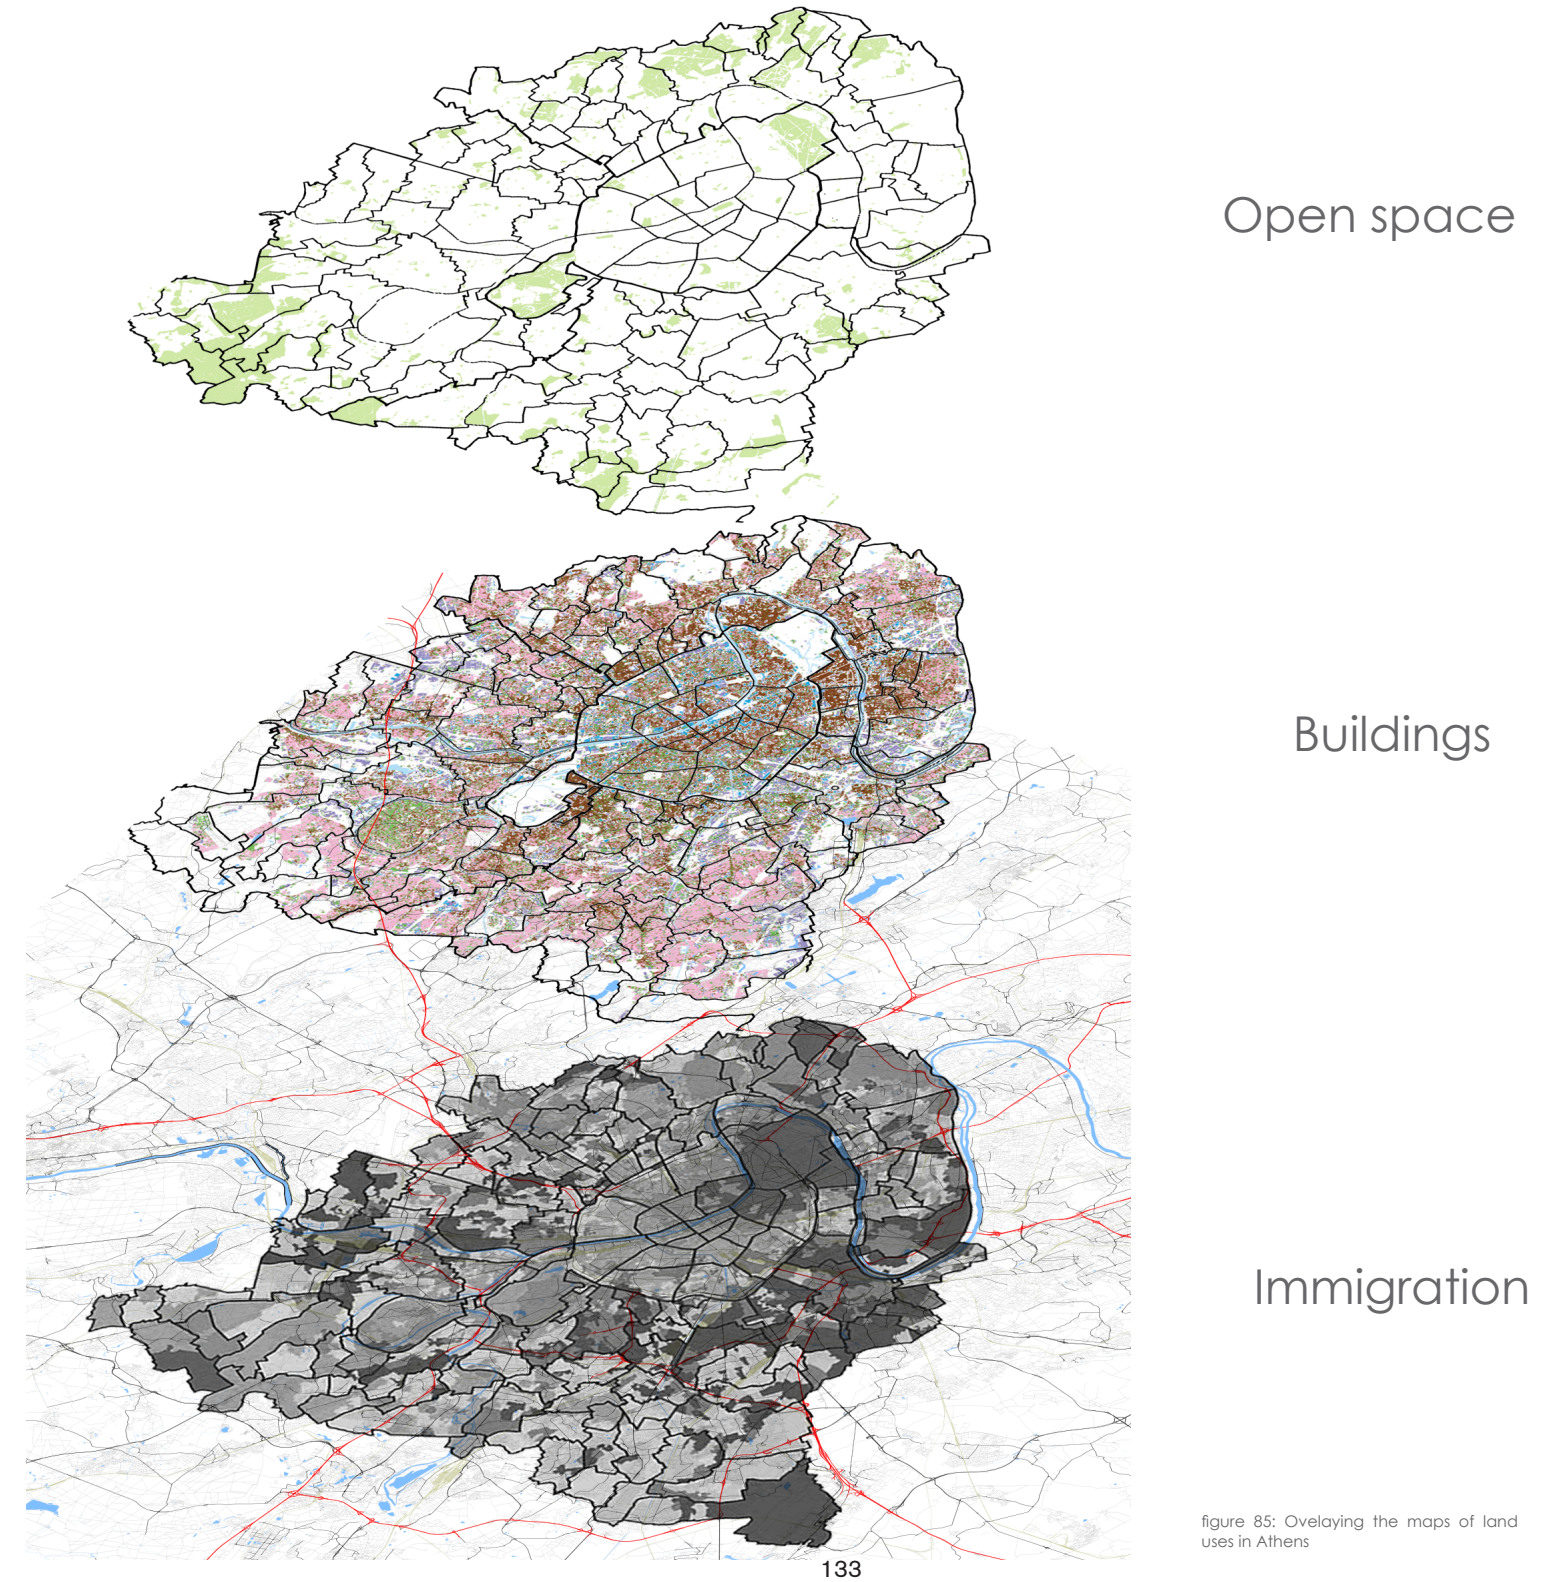 Open space
Buildings
Immigration
figure 85: Ovelaying the maps of land
uses in Athens
133